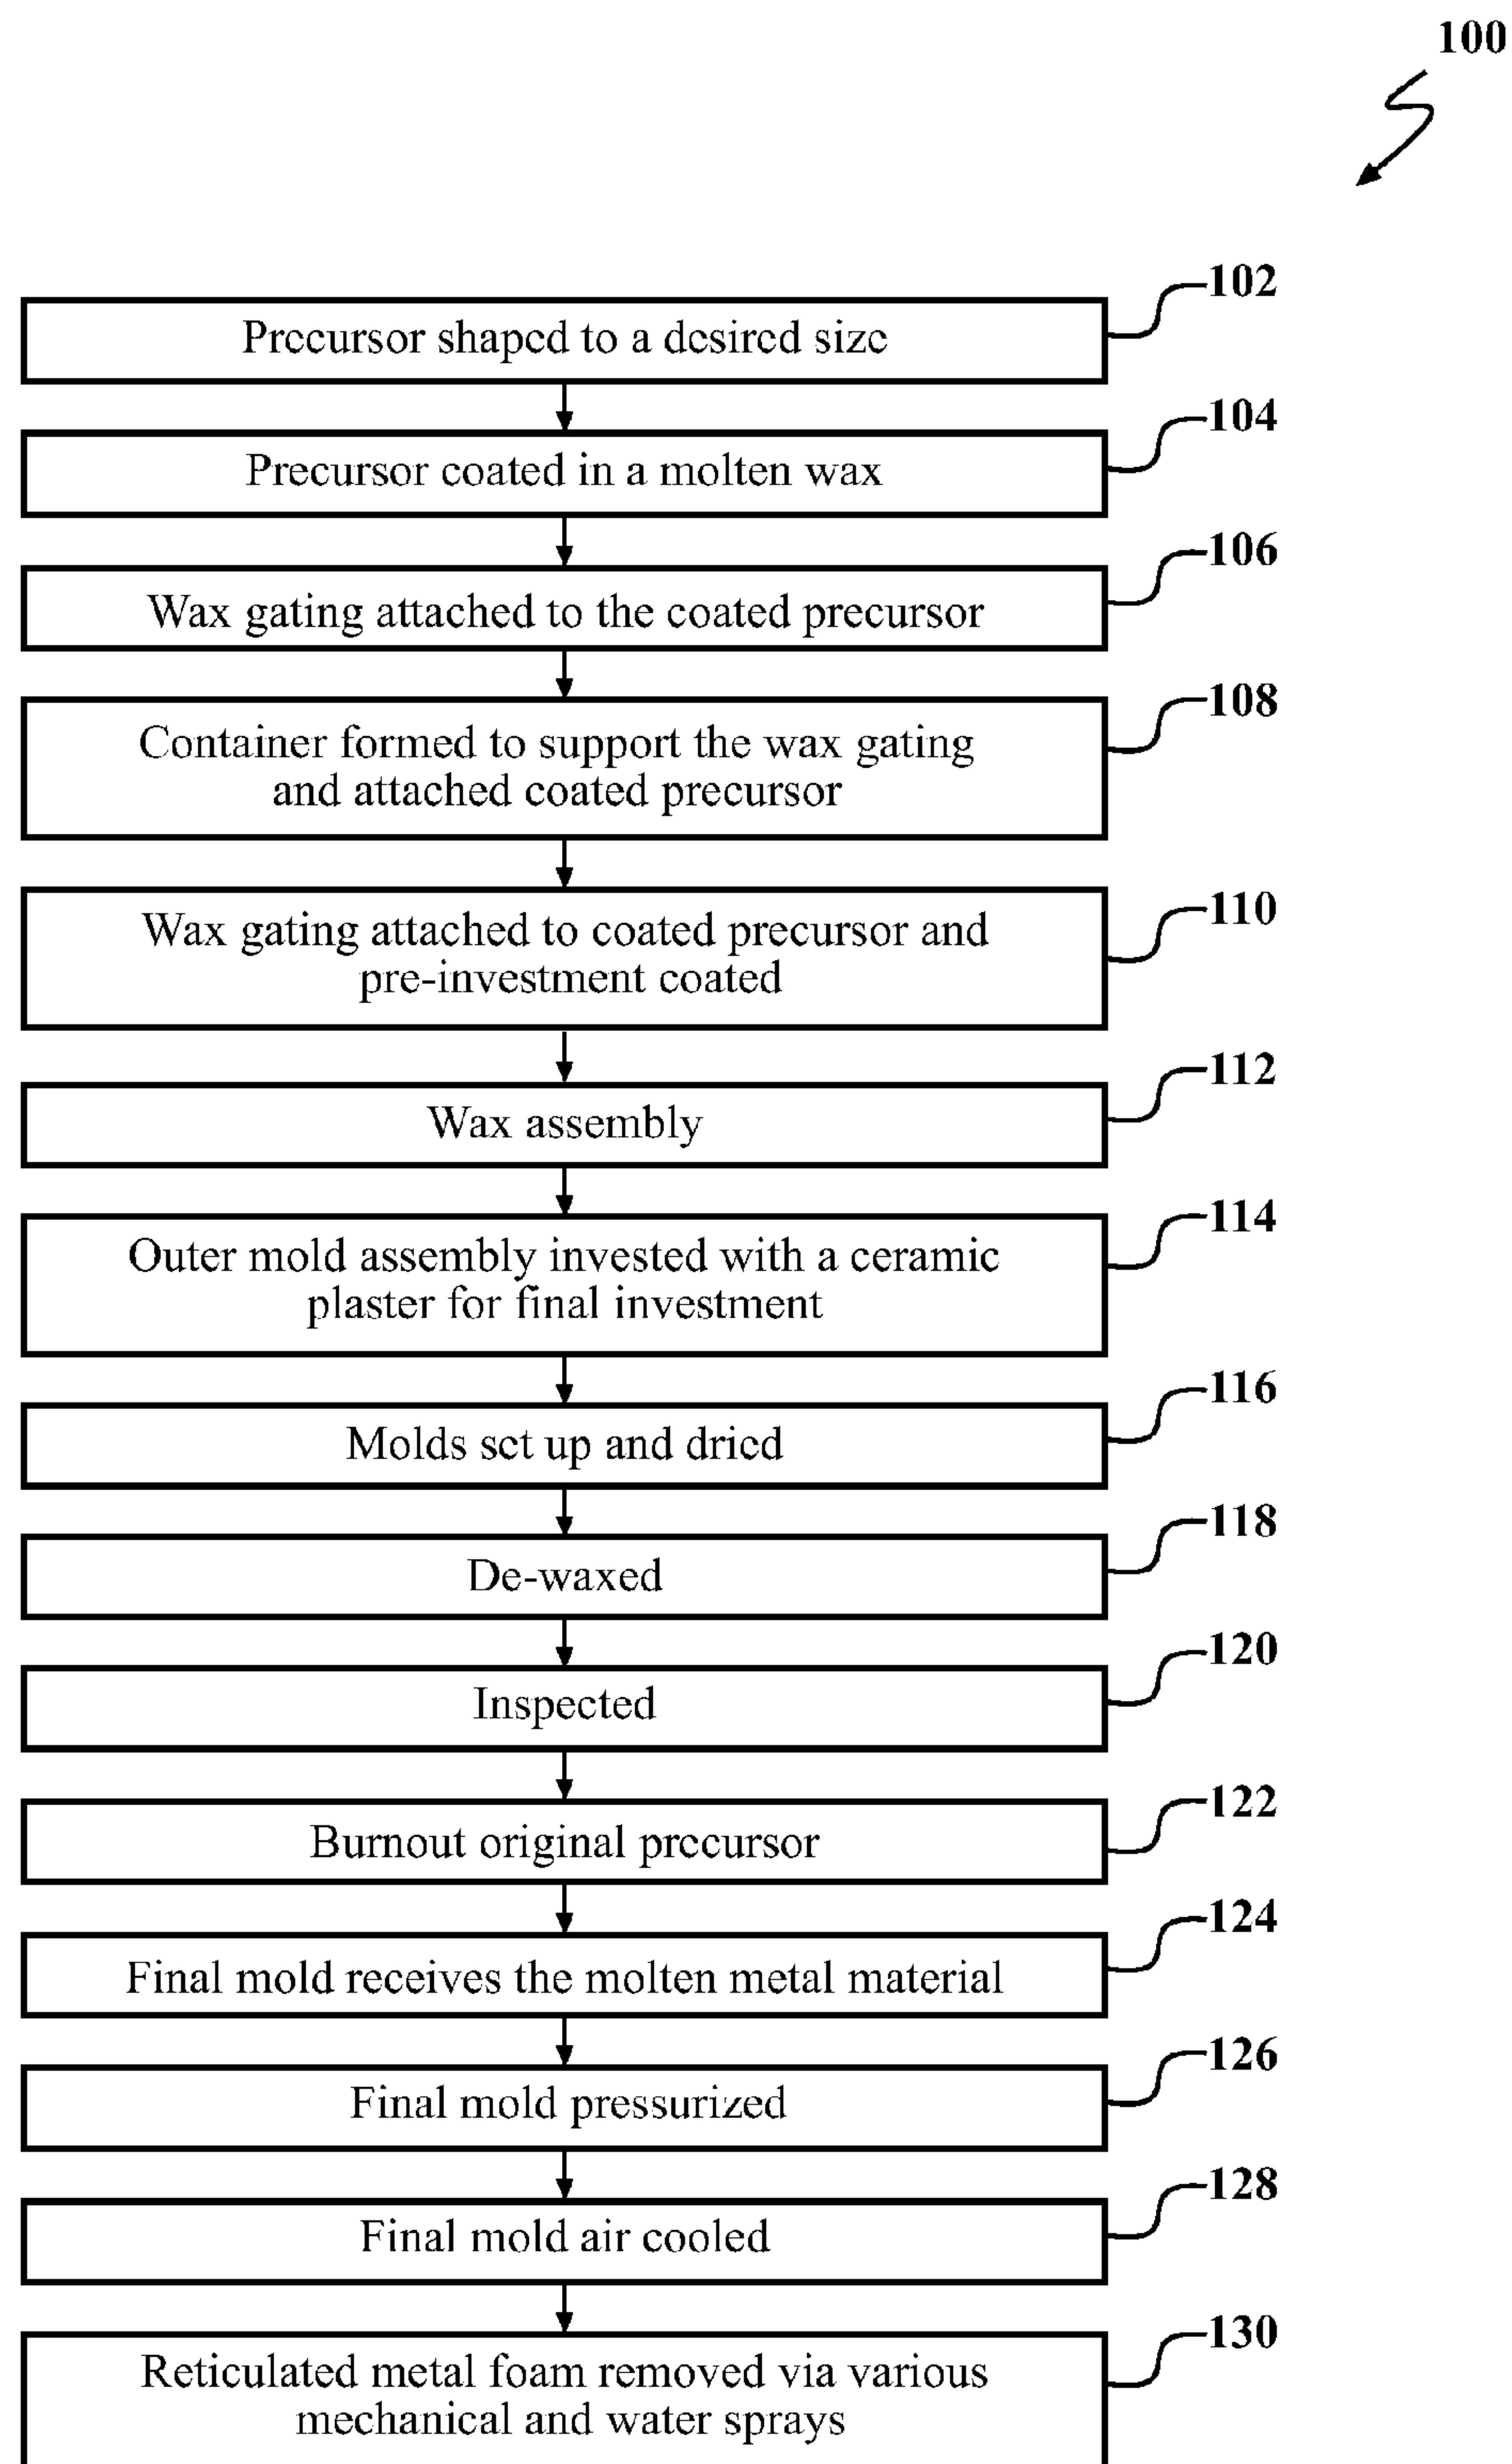 100
102
Precursor shaped to a desired size
104
Precursor coated in a molten wax
106
Wax gating attached to the coated precursor
108
Container formed to support the wax gating
and attached coated precursor
110
Wax gating attached to coated precursor and
pre-investment coated
112
Wax assembly
114
Outer mold assembly invested with a ceramic
plaster for final investment
116
Molds set up and dried
118
De-waxed
120
Inspected
122
Burnout original precursor
124
Final mold receives the molten metal material
126
Final mold pressurized
128
Final mold air cooled
130
Reticulated metal foam removed via various
mechanical and water sprays